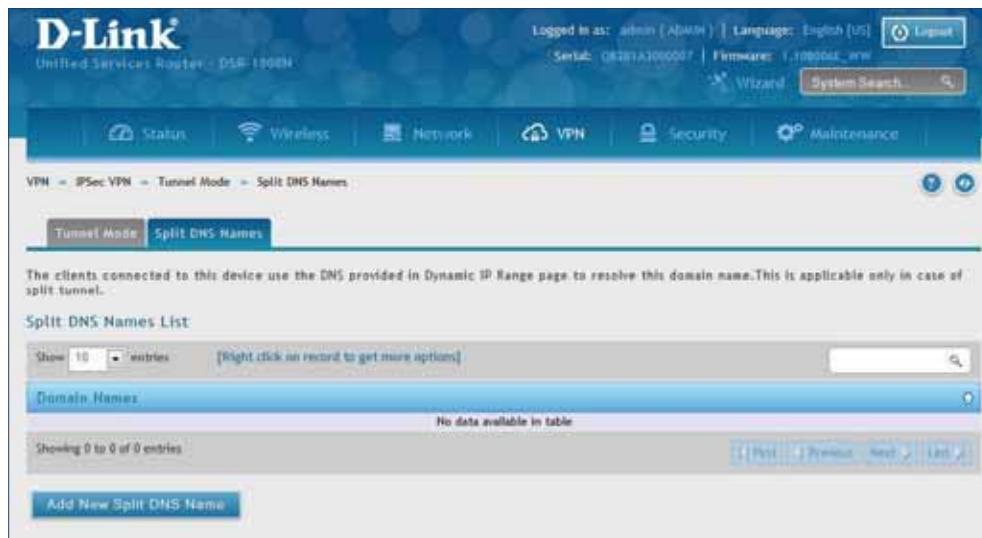 D-Link
Logged in as: admin ( ADMIN ) | Language: English [US]
Logout
Unified Services Router - DSR-1000N
Serial: | Firmware:
Wizard
System Search
Status
Wireless
Network
VPN
Security
Maintenance
VPN » IPSec VPN » Tunnel Mode » Split DNS Names
Tunnel Mode
Split DNS Names
The clients connected to this device use the DNS provided in Dynamic IP Range page to resolve this domain name.This is applicable only in case of
split tunnel.
Split DNS Names List
Show 10 entries
[Right click on record to get more options]
Domain Names
No data available in table
Showing 0 to 0 of 0 entries
First
Previous
Next
Last
Add New Split DNS Name